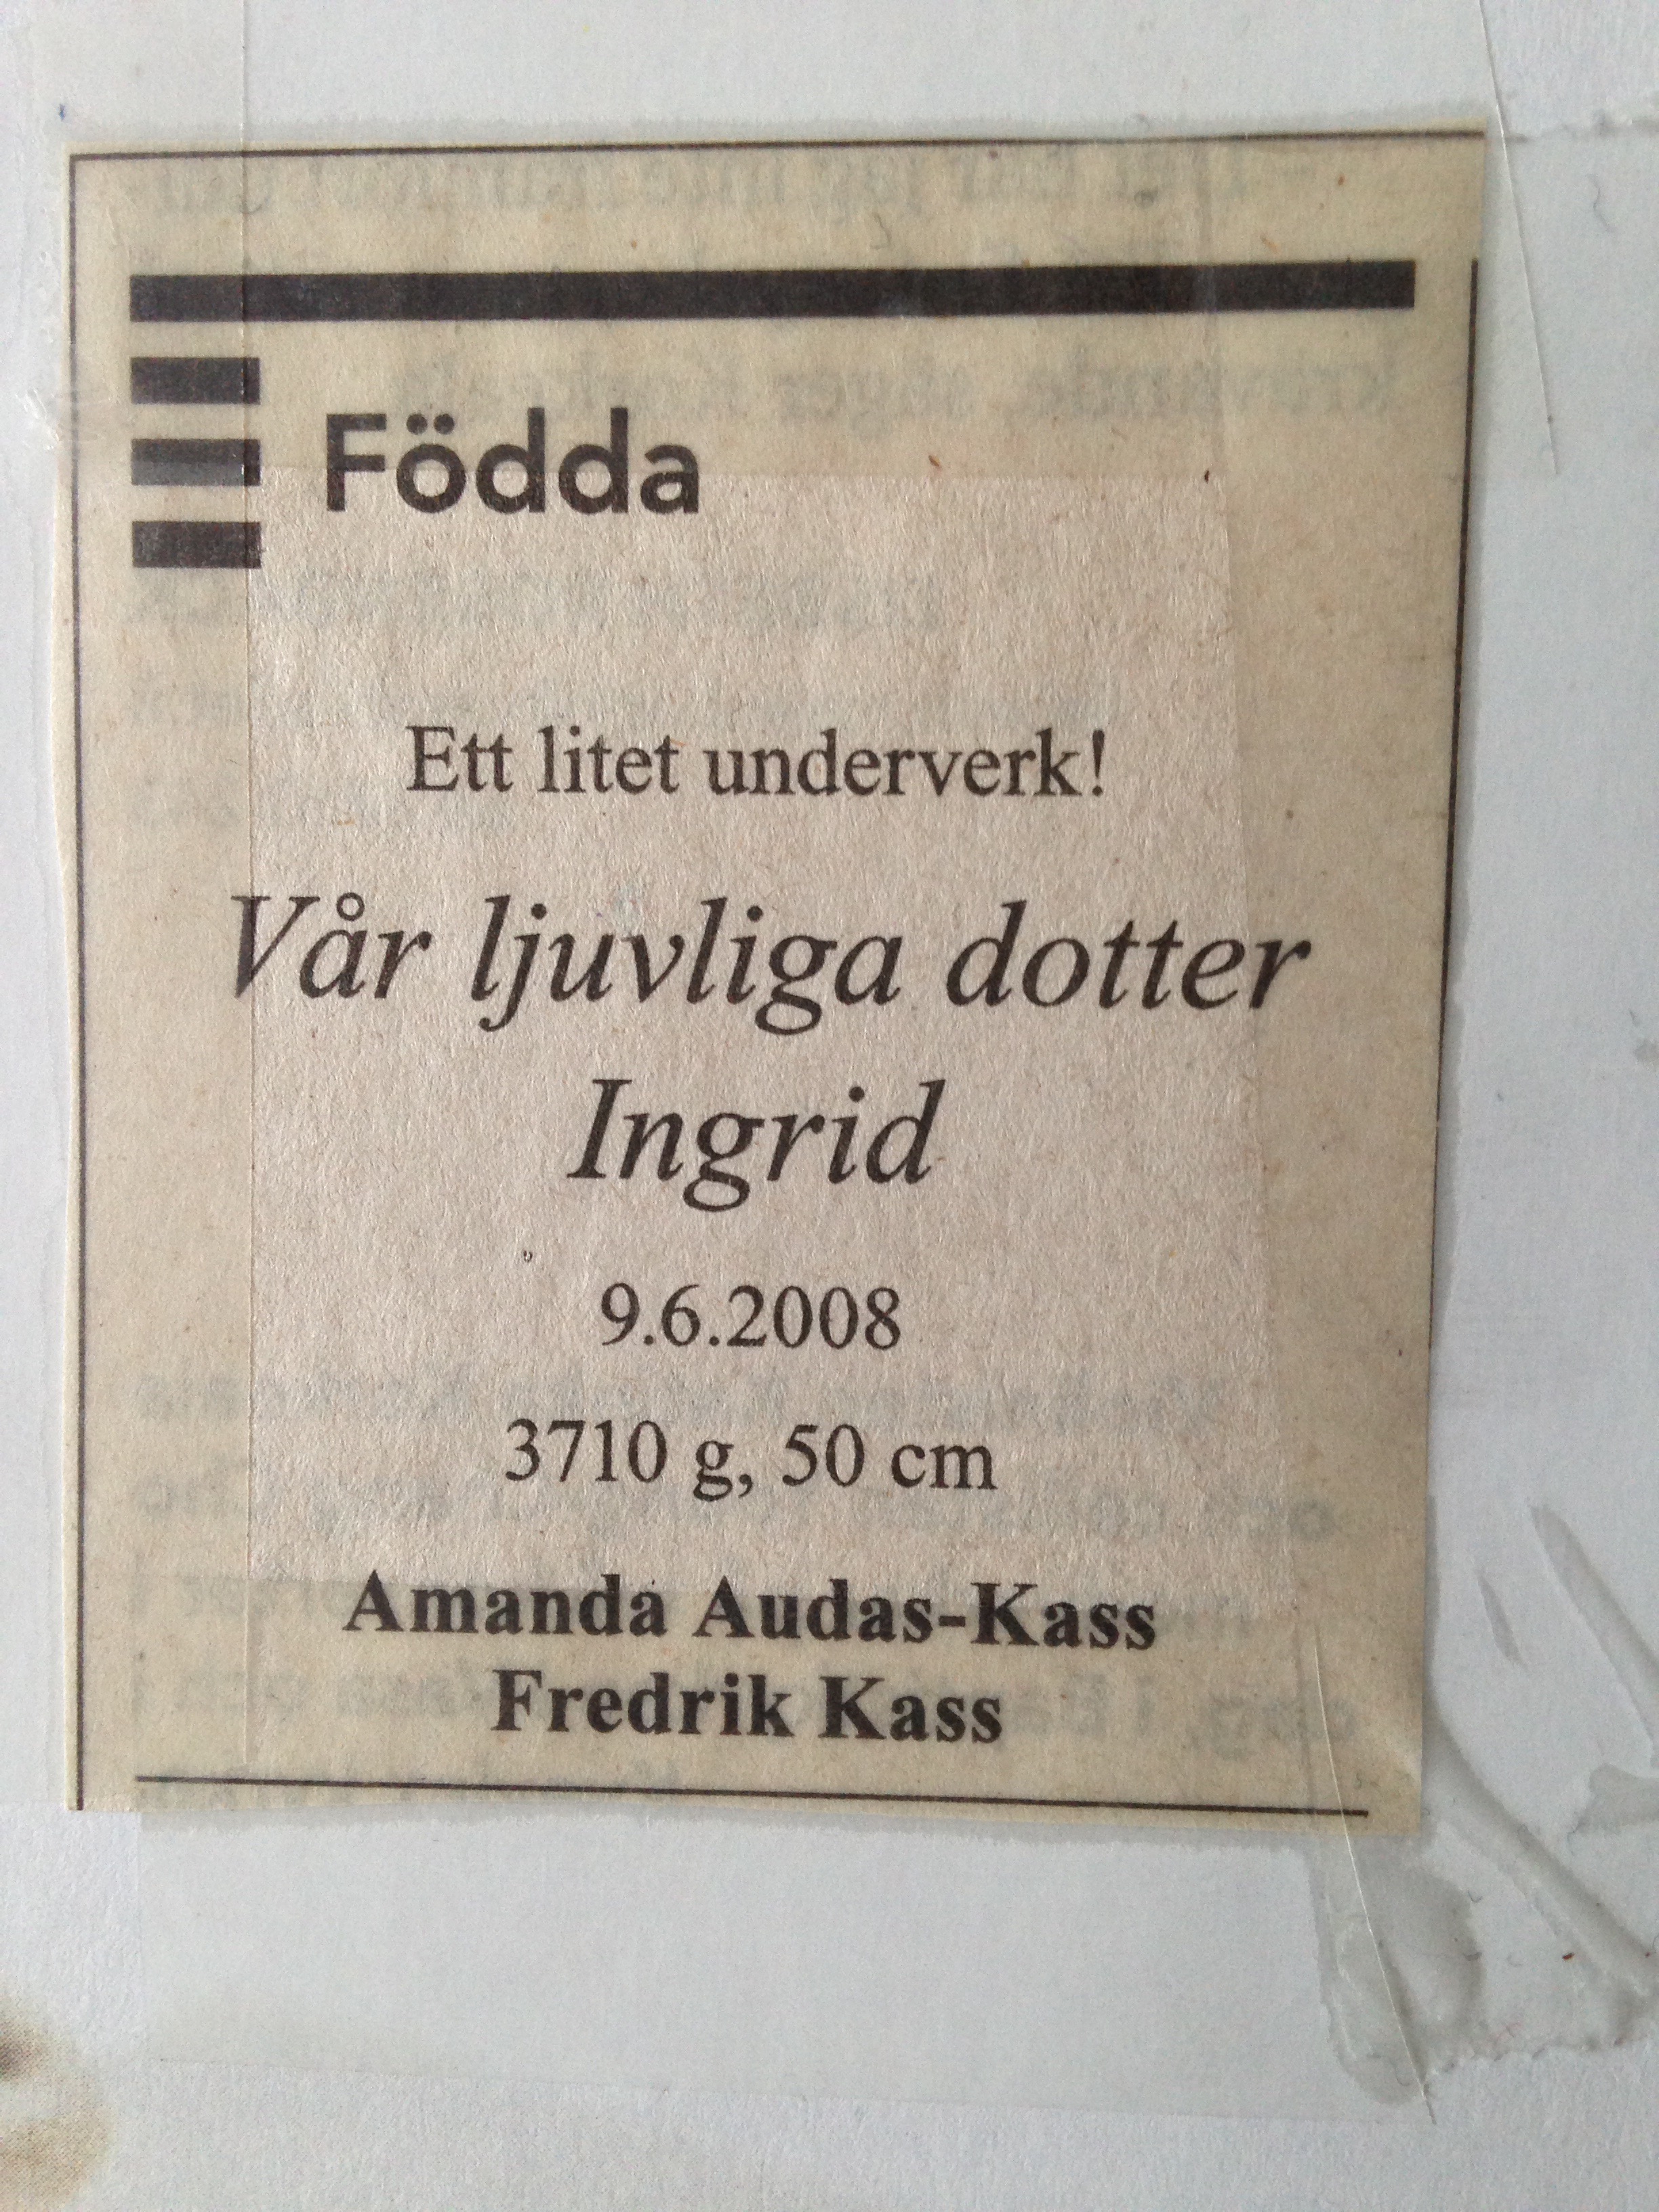 Födda
Ett litet underverk!
Vår ljuvliga dotter
Ingrid
9.6.2008
3710 g, 50 cm
Amanda Audas-Kass
Fredrik Kass